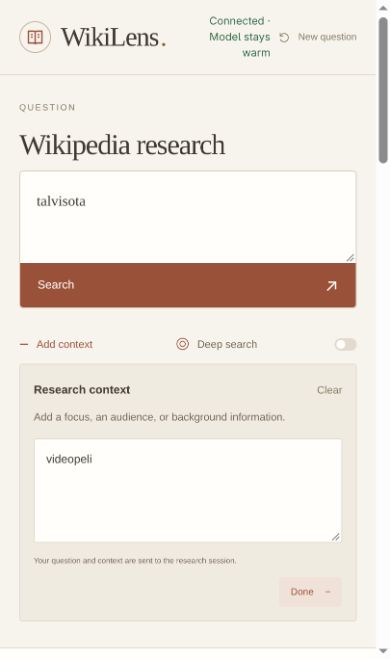 WikiLens.
Connected ·
Model stays
warm
New question
QUESTION
Wikipedia research
talvisota
Search
Add context
Deep search
Research context
Clear
Add a focus, an audience, or background information.
videopeli
Your question and context are sent to the research session.
Done –